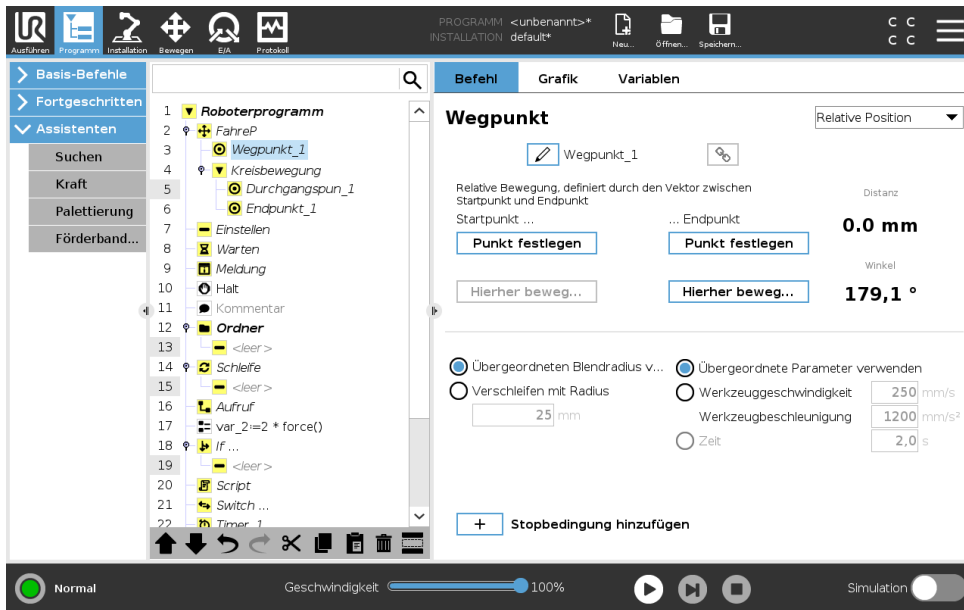 PROGRAMM <unbenannt>*
INSTALLATION default*
Ausführen Programm Installation Bewegen E/A Protokoll
Neu... Öffnen... Speichern...
C C
C C
Basis-Befehle
Fortgeschritten
Assistenten
Suchen
Kraft
Palettierung
Förderband...
1 Roboterprogramm
2 FahreP
3 Wegpunkt_1
4 Kreisbewegung
5 Durchgangspun_1
6 Endpunkt_1
7 Einstellen
8 Warten
9 Meldung
10 Halt
11 Kommentar
12 Ordner
13 <leer>
14 Schleife
15 <leer>
16 Aufruf
17 var_2:=2 * force()
18 If ...
19 <leer>
20 Script
21 Switch ...
22 Timer_1
Befehl Grafik Variablen
Wegpunkt
Relative Position
Wegpunkt_1
Relative Bewegung, definiert durch den Vektor zwischen
Startpunkt und Endpunkt
Startpunkt ... ... Endpunkt
Punkt festlegen Punkt festlegen
Hierher beweg... Hierher beweg...
Distanz
0.0 mm
Winkel
179,1 °
Übergeordneten Blendradius v...
Verschleifen mit Radius
25 mm
Übergeordnete Parameter verwenden
Werkzeuggeschwindigkeit 250 mm/s
Werkzeugbeschleunigung 1200 mm/s²
Zeit 2,0 s
+ Stopbedingung hinzufügen
Normal
Geschwindigkeit 100%
Simulation